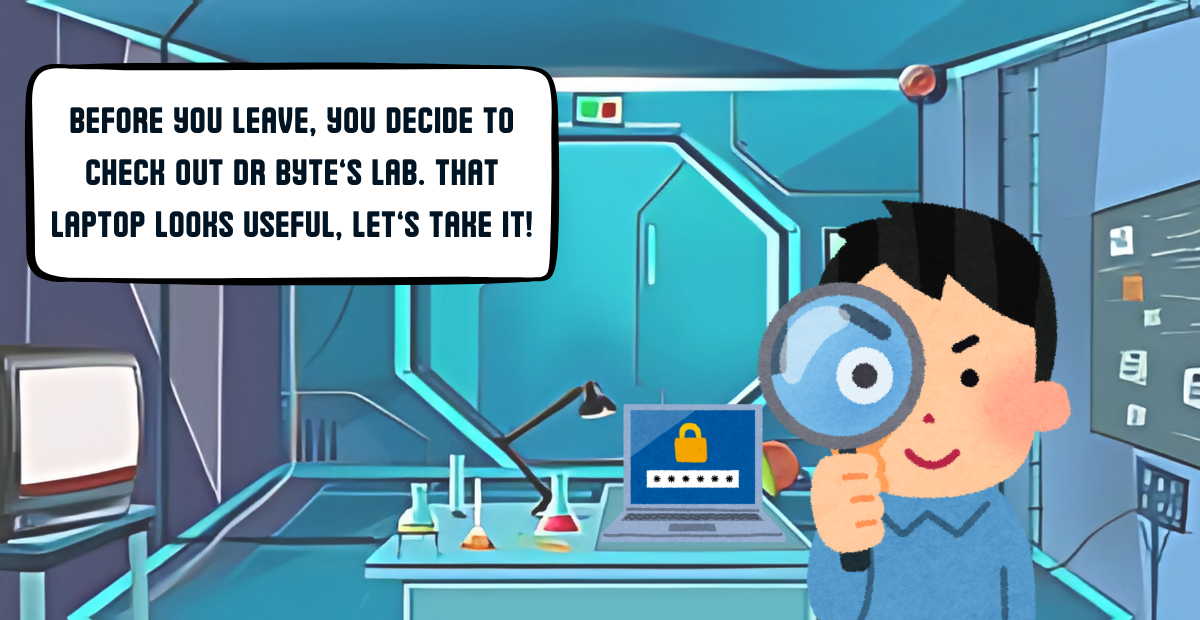 BEFORE YOU LEAVE, YOU DECIDE TO
CHECK OUT DR BYTE'S LAB. THAT
LAPTOP LOOKS USEFUL, LET'S TAKE IT!
******